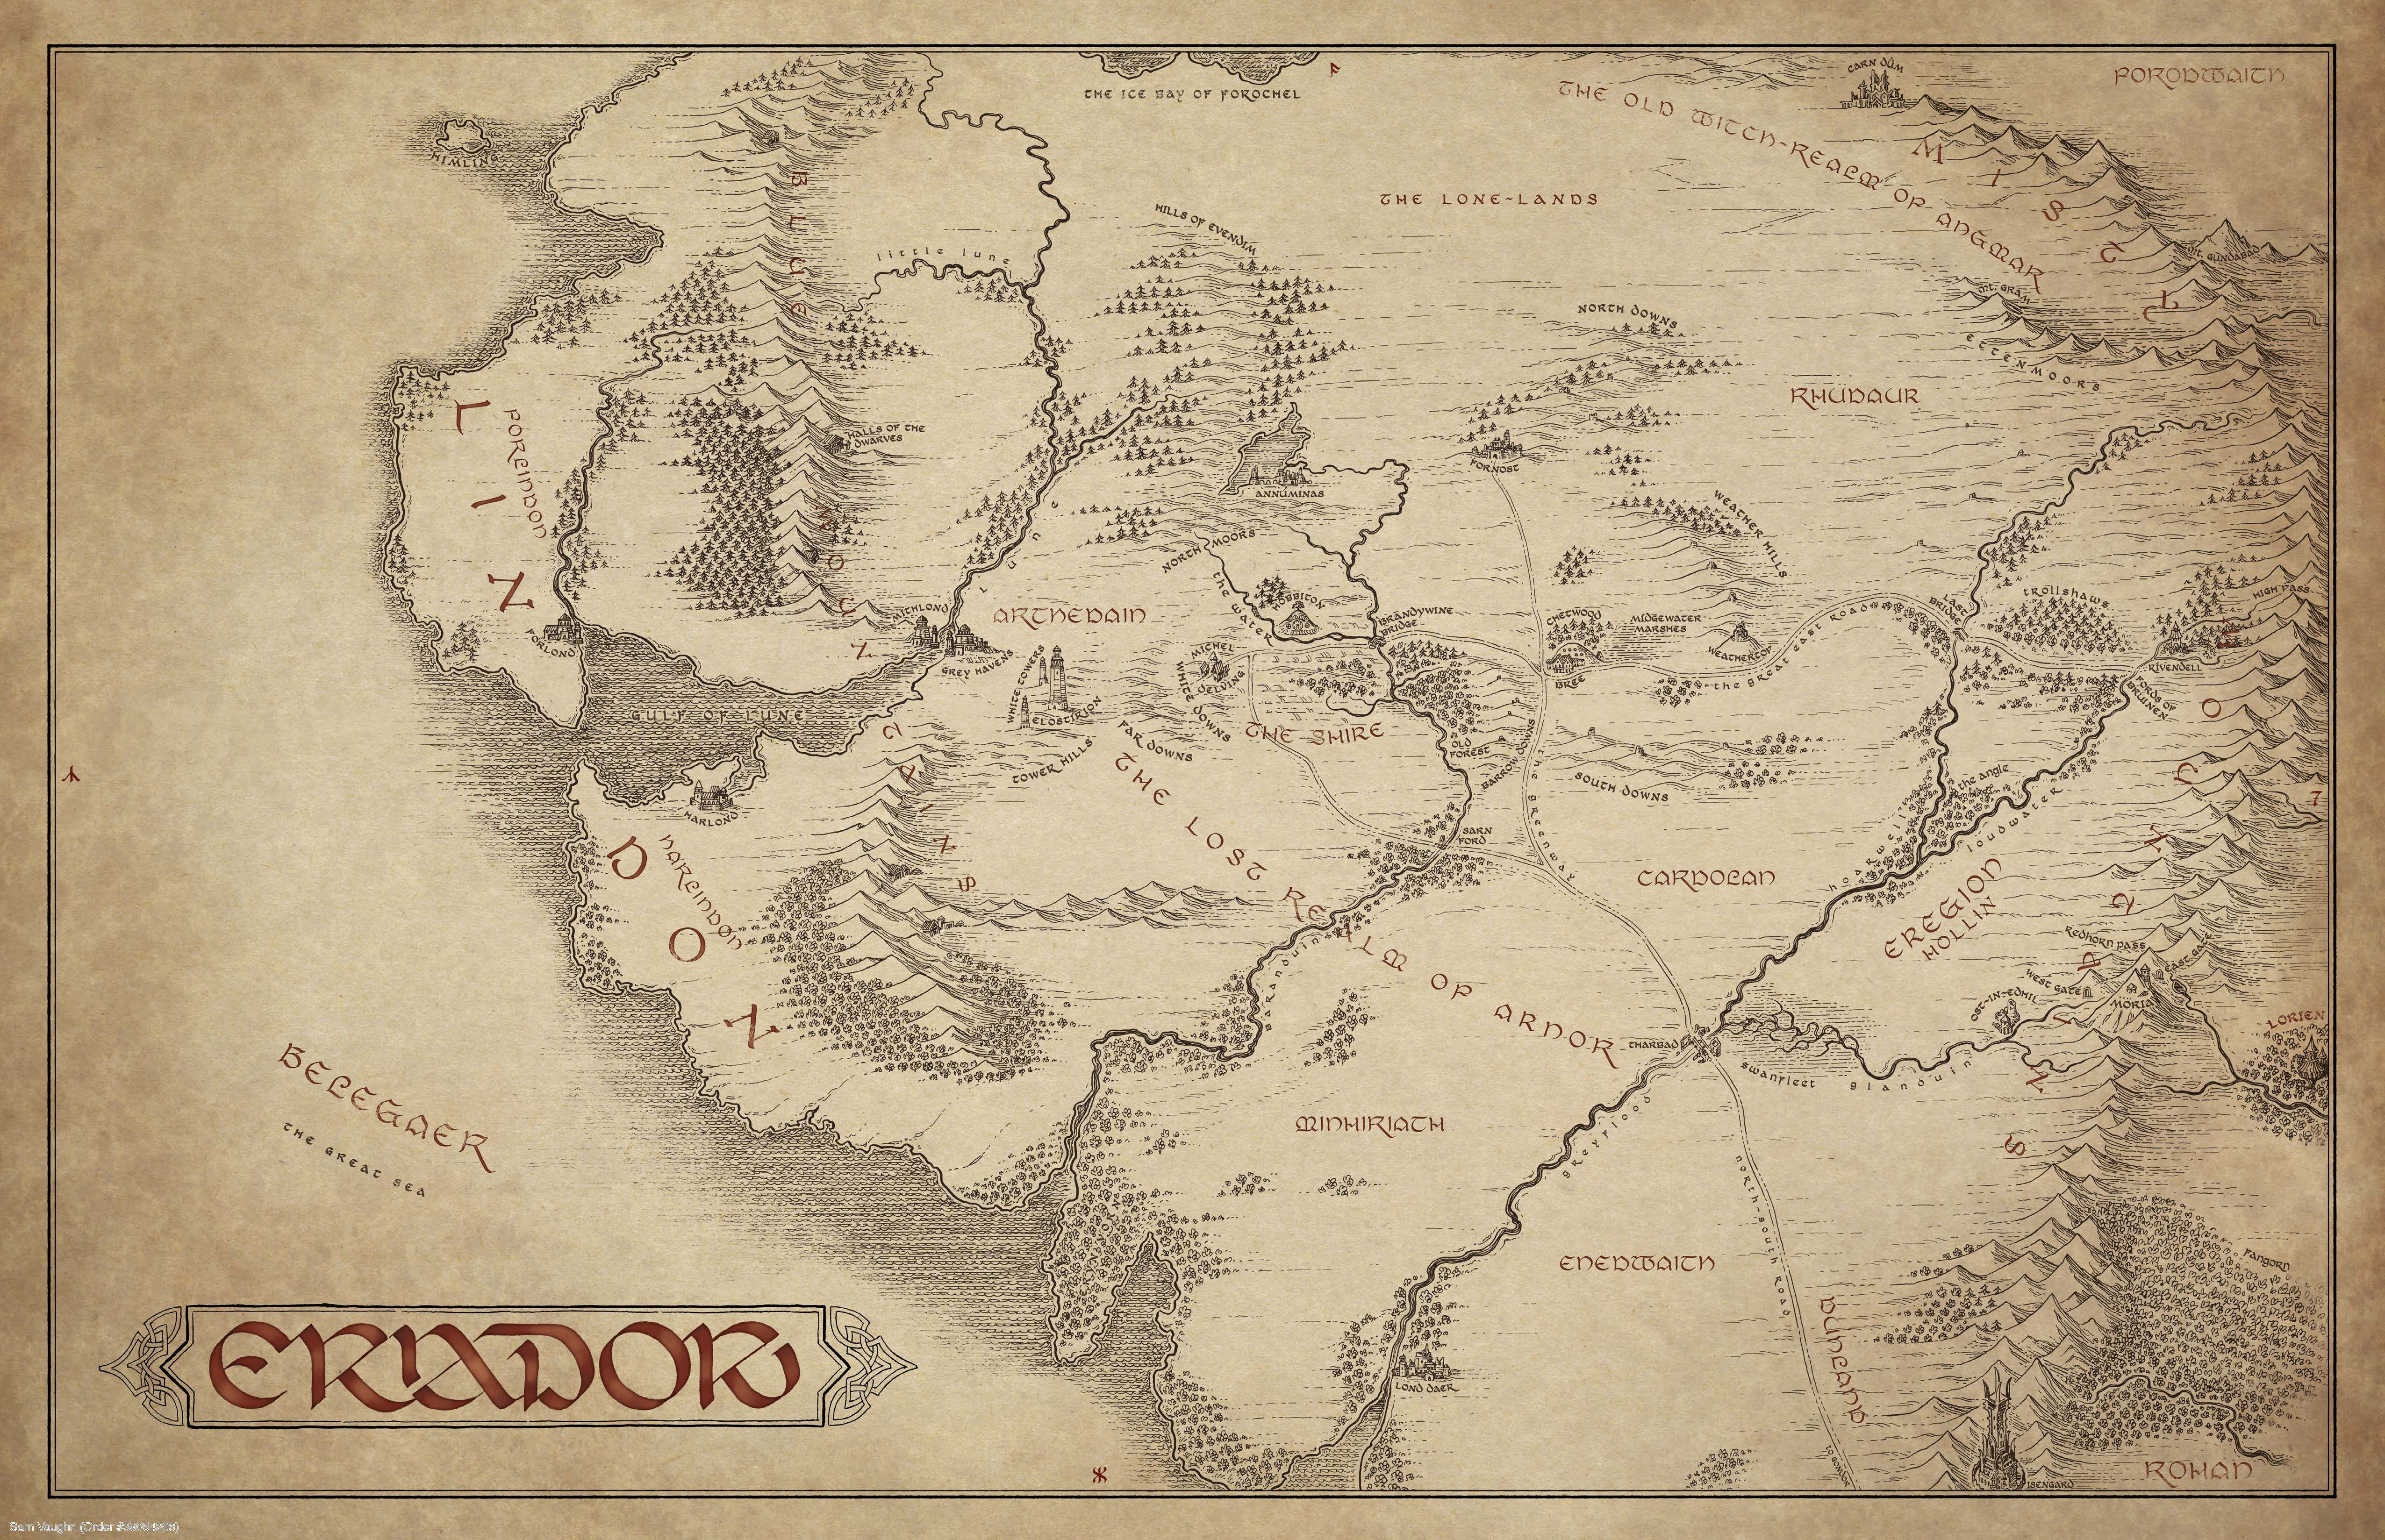 CARN DÛM
FORODWAITH
THE ICE BAY OF FOROCHEL
THE OLD WITCH-REALM OF ANGMAR
HIMLING
MISTY MOUNTAINS
BLUE MOUNTAINS
THE LONE-LANDS
HILLS OF EVENDIM
Mt. GUNDABAD
little lune
Mt. GRAM
NORTH DOWNS
ETTENMOORS
RHUDAUR
LINDON
FORLINDON
HALLS OF THE
DWARVES
FORNOST
ANNUMINAS
WEATHER HILLS
Lune
NORTH MOORS
the water
HOBBITON
MITHLOND
ARTHEDAIN
BRANDYWINE
BRIDGE
CHETWOOD
MIDGEWATER
MARSHES
WEATHERTOP
the great east road
LAST
BRIDGE
trollshaws
HIGH PASS
RIVENDELL
FORDS OF
BRUINEN
FORLOND
GREY HAVENS
WHITE TOWERS
ELOSTIRION
MICHEL
DELVING
WHITE DOWNS
BREE
GULF OF LUNE
FAR DOWNS
TOWER HILLS
THE SHIRE
OLD
FOREST
BARROW DOWNS
the greenway
SOUTH DOWNS
the angle
loudwater
hoarwell
HARLOND
HARLINDON
THE LOST REALM OF ARNOR
SARN
FORD
CARDOLAN
EREGION
HOLLIN
REDHORN PASS
EAST GATE
WEST GATE
MORIA
OST-IN-EDHIL
LORIEN
baranduin
THARBAD
swanfleet
glanduin
BELEGAER
THE GREAT SEA
MINHIRIATH
greyflood
north-south road
ENEDWAITH
FANGORN
DUNLAND
LOND DAER
TO GONDOR
ISENGARD
ROHAN
ERIADOR
Sam Vaughn (Order #39054206)